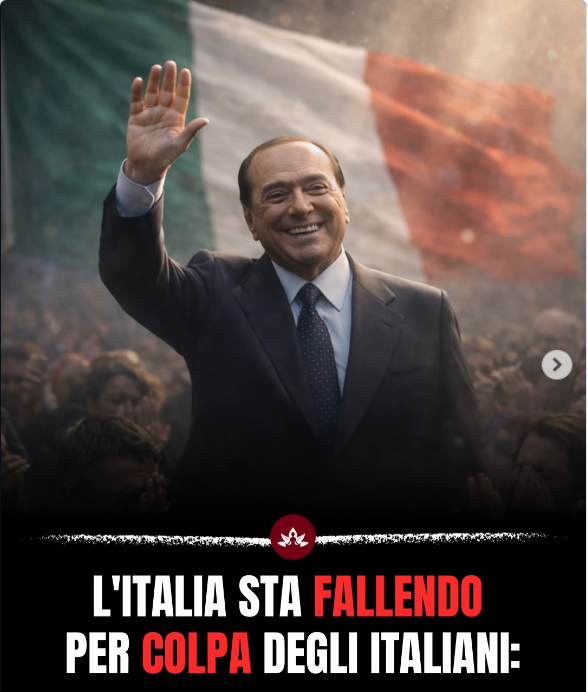 L'ITALIA STA FALLENDO
PER COLPA DEGLI ITALIANI: